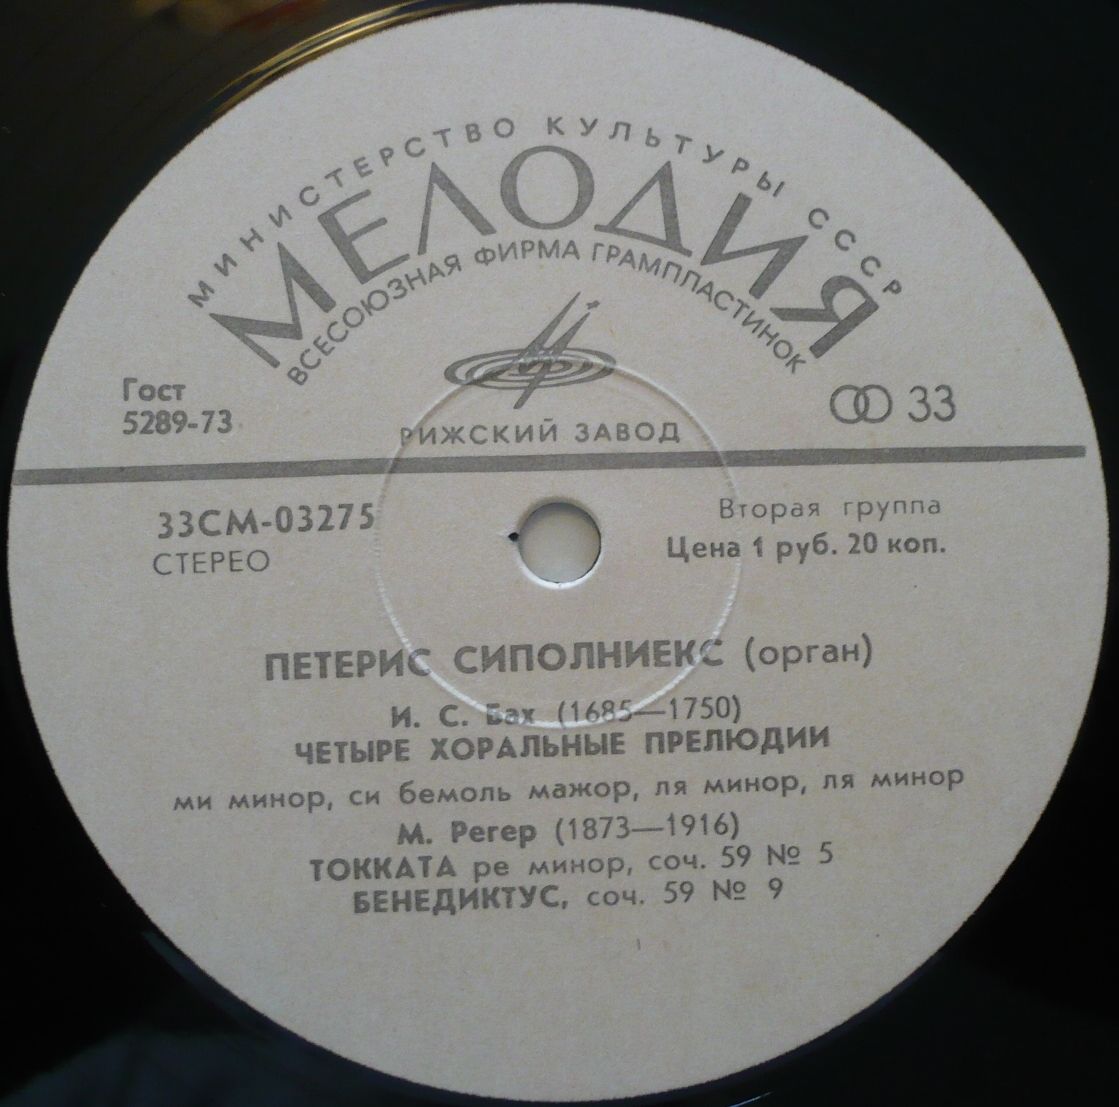 МИНИСТЕРСТВО КУЛЬТУРЫ СССР
МЕЛОДИЯ
ВСЕСОЮЗНАЯ ФИРМА ГРАМПЛАСТИНОК
Гост
5289-73
33
РИЖСКИЙ ЗАВОД
33СМ-03275
СТЕРЕО
Вторая группа
Цена 1 руб. 20 коп.
ПЕТЕРИС СИПОЛНИЕКС (орган)
И. С. Бах (1685—1750)
ЧЕТЫРЕ ХОРАЛЬНЫЕ ПРЕЛЮДИИ
ми минор, си бемоль мажор, ля минор, ля минор
М. Регер (1873—1916)
ТОККАТА ре минор, соч. 59 № 5
БЕНЕДИКТУС, соч. 59 № 9